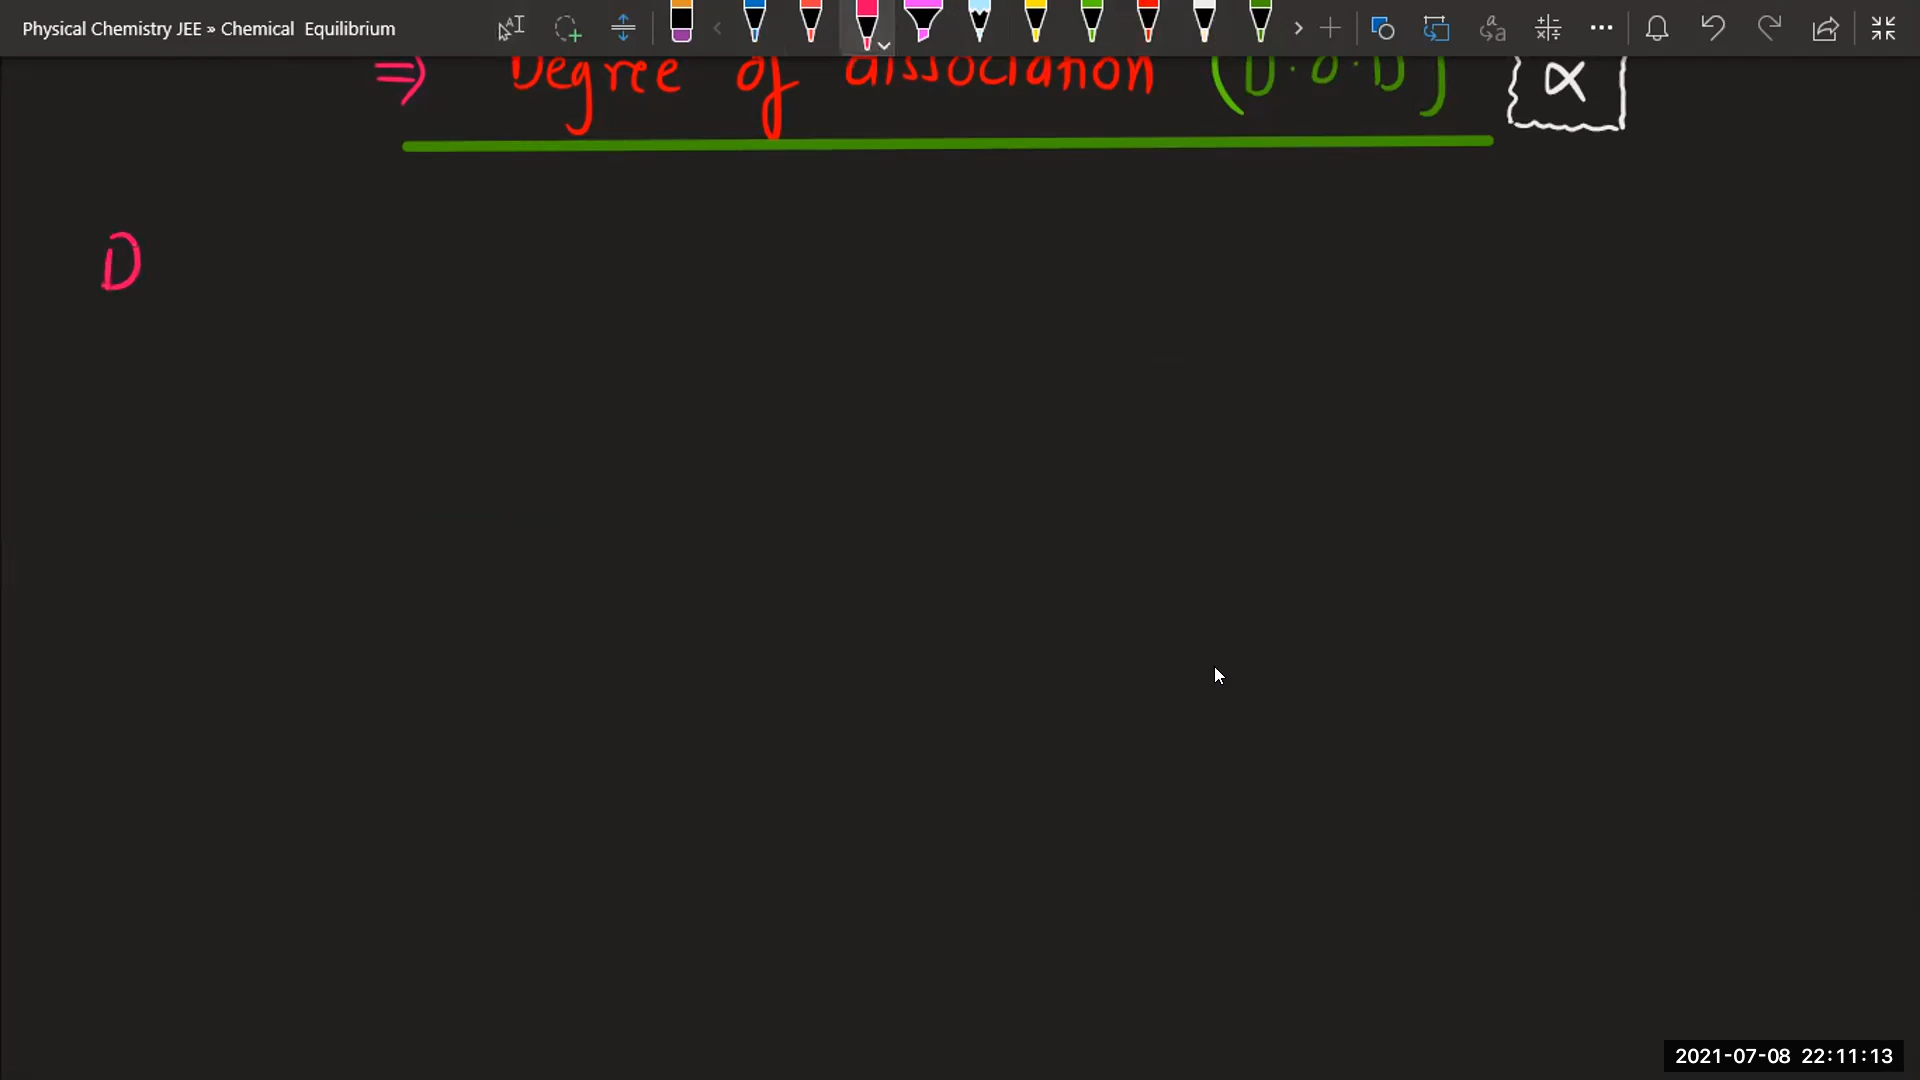 Physical Chemistry JEE » Chemical Equilibrium
⇒ Degree of dissociation (D.O.D) α
D
2021-07-08 22:11:13